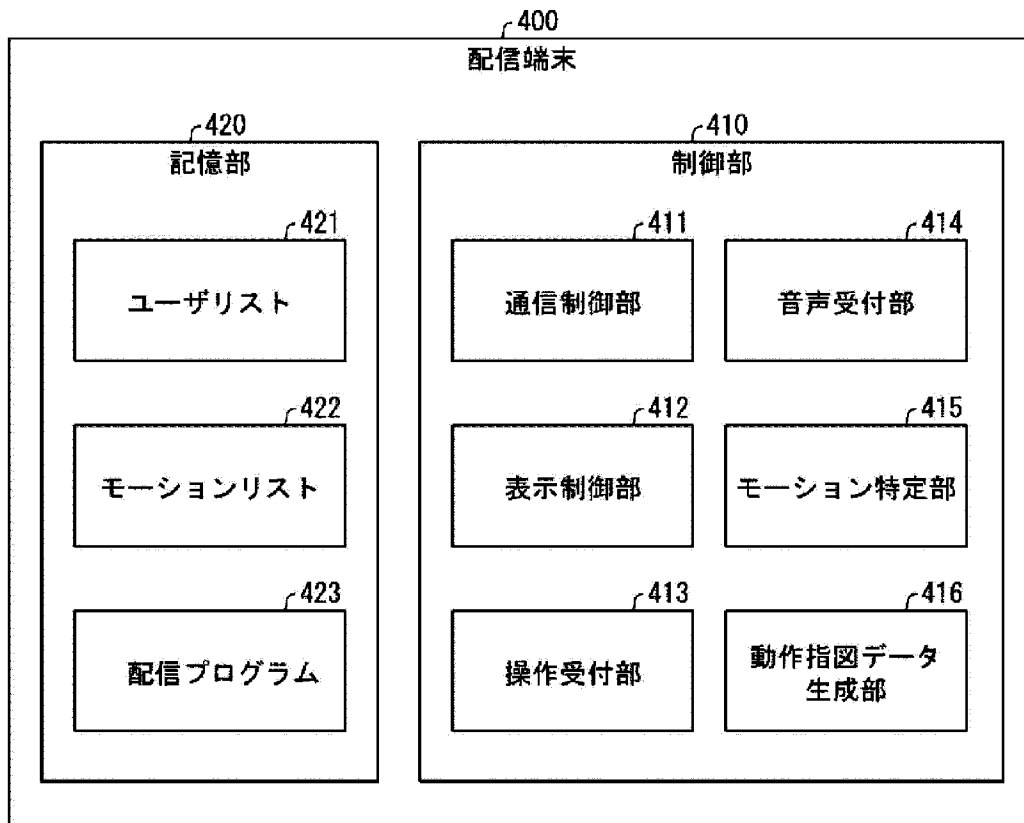 400
配信端末
420
記憶部
421
ユーザリスト
422
モーションリスト
423
配信プログラム
410
制御部
411
通信制御部
414
音声受付部
412
表示制御部
415
モーション特定部
413
操作受付部
416
動作指図データ
生成部